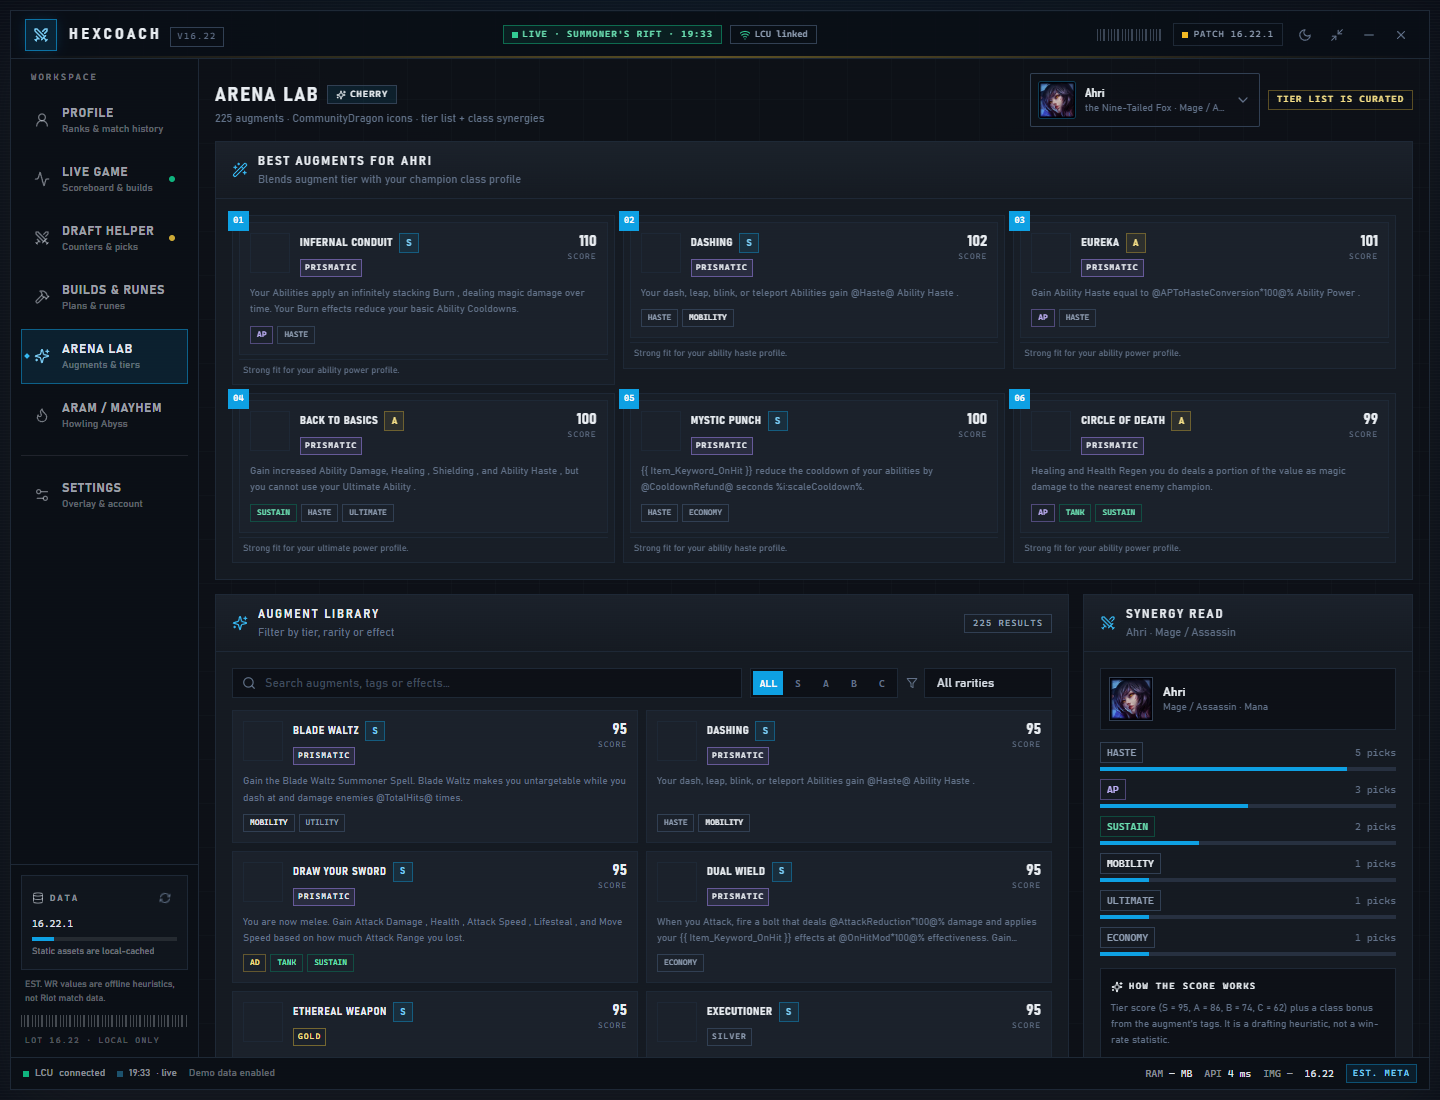 HEXCOACH V16.22
LIVE · SUMMONER'S RIFT · 19:33
LCU linked
PATCH 16.22.1
WORKSPACE
PROFILE
Ranks & match history
LIVE GAME
Scoreboard & builds
DRAFT HELPER
Counters & picks
BUILDS & RUNES
Plans & runes
ARENA LAB
Augments & tiers
ARAM / MAYHEM
Howling Abyss
SETTINGS
Overlay & account
DATA
16.22.1
Static assets are local-cached
EST. WR values are offline heuristics,
not Riot match data.
LOT 16.22 · LOCAL ONLY
ARENA LAB CHERRY
225 augments · CommunityDragon icons · tier list + class synergies
Ahri
the Nine-Tailed Fox · Mage / A...
TIER LIST IS CURATED
BEST AUGMENTS FOR AHRI
Blends augment tier with your champion class profile
01
INFERNAL CONDUIT S
110
SCORE
PRISMATIC
Your Abilities apply an infinitely stacking Burn , dealing magic damage over
time. Your Burn effects reduce your basic Ability Cooldowns.
AP HASTE
Strong fit for your ability power profile.
02
DASHING S
102
SCORE
PRISMATIC
Your dash, leap, blink, or teleport Abilities gain @Haste@ Ability Haste .
HASTE MOBILITY
Strong fit for your ability haste profile.
03
EUREKA A
101
SCORE
PRISMATIC
Gain Ability Haste equal to @APToHasteConversion*100@% Ability Power .
AP HASTE
Strong fit for your ability power profile.
04
BACK TO BASICS A
100
SCORE
PRISMATIC
Gain increased Ability Damage, Healing , Shielding , and Ability Haste , but
you cannot use your Ultimate Ability .
SUSTAIN HASTE ULTIMATE
Strong fit for your ultimate power profile.
05
MYSTIC PUNCH S
100
SCORE
PRISMATIC
{{ Item_Keyword_OnHit }} reduce the cooldown of your abilities by
@CooldownRefund@ seconds %i:scaleCooldown%.
HASTE ECONOMY
Strong fit for your ability haste profile.
06
CIRCLE OF DEATH A
99
SCORE
PRISMATIC
Healing and Health Regen you do deals a portion of the value as magic
damage to the nearest enemy champion.
AP TANK SUSTAIN
Strong fit for your ability power profile.
AUGMENT LIBRARY
Filter by tier, rarity or effect
225 RESULTS
Search augments, tags or effects...
ALL S A B C
All rarities
BLADE WALTZ S
95
SCORE
PRISMATIC
Gain the Blade Waltz Summoner Spell. Blade Waltz makes you untargetable while you
dash at and damage enemies @TotalHits@ times.
MOBILITY UTILITY
DASHING S
95
SCORE
PRISMATIC
Your dash, leap, blink, or teleport Abilities gain @Haste@ Ability Haste .
HASTE MOBILITY
DRAW YOUR SWORD S
95
SCORE
PRISMATIC
You are now melee. Gain Attack Damage , Health , Attack Speed , Lifesteal , and Move
Speed based on how much Attack Range you lost.
AD TANK SUSTAIN
DUAL WIELD S
95
SCORE
PRISMATIC
When you Attack, fire a bolt that deals @AttackReduction*100@% damage and applies
your {{ Item_Keyword_OnHit }} effects at @OnHitMod*100@% effectiveness. Gain...
ECONOMY
ETHEREAL WEAPON S
95
SCORE
GOLD
EXECUTIONER S
95
SCORE
SILVER
SYNERGY READ
Ahri · Mage / Assassin
Ahri
Mage / Assassin · Mana
HASTE 5 picks
AP 3 picks
SUSTAIN 2 picks
MOBILITY 1 picks
ULTIMATE 1 picks
ECONOMY 1 picks
HOW THE SCORE WORKS
Tier score (S = 95, A = 86, B = 74, C = 62) plus a class bonus
from the augment's tags. It is a drafting heuristic, not a win-
rate statistic.
LCU connected 19:33 · live Demo data enabled
RAM — MB API 4 ms IMG — 16.22 EST. META